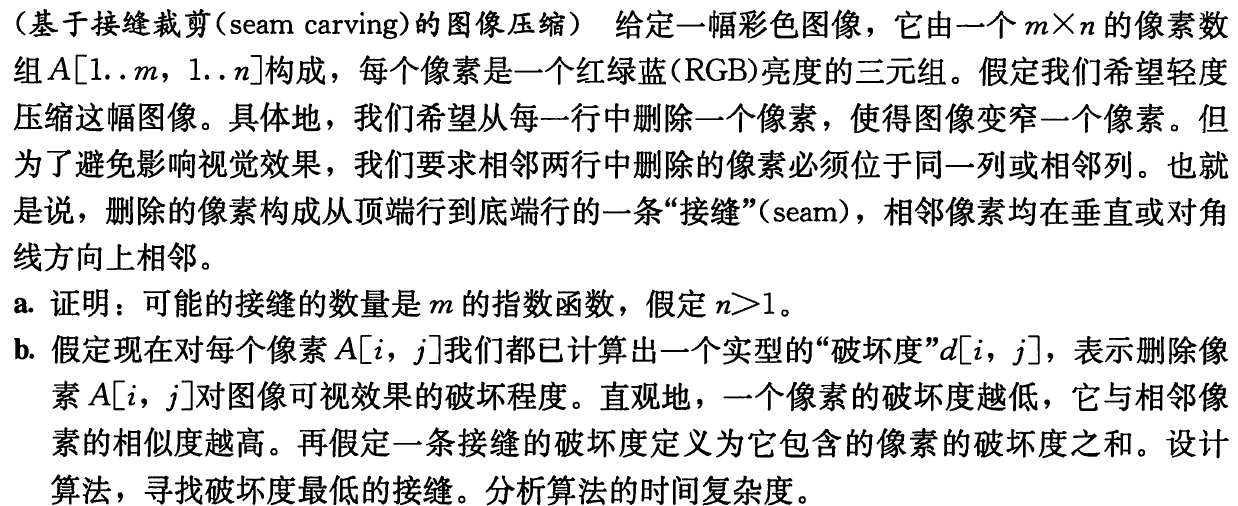 (基于接缝裁剪(seam carving)的图像压缩) 给定一幅彩色图像，它由一个 m×n 的像素数
组 A[1..m，1..n]构成，每个像素是一个红绿蓝(RGB)亮度的三元组。假定我们希望轻度
压缩这幅图像。具体地，我们希望从每一行中删除一个像素，使得图像变窄一个像素。但
为了避免影响视觉效果，我们要求相邻两行中删除的像素必须位于同一列或相邻列。也就
是说，删除的像素构成从顶端行到底端行的一条“接缝”(seam)，相邻像素均在垂直或对角
线方向上相邻。
a. 证明：可能的接缝的数量是 m 的指数函数，假定 n>1。
b. 假定现在对每个像素 A[i，j]我们都已计算出一个实型的“破坏度”d[i，j]，表示删除像
素 A[i，j]对图像可视效果的破坏程度。直观地，一个像素的破坏度越低，它与相邻像
素的相似度越高。再假定一条接缝的破坏度定义为它包含的像素的破坏度之和。设计
算法，寻找破坏度最低的接缝。分析算法的时间复杂度。